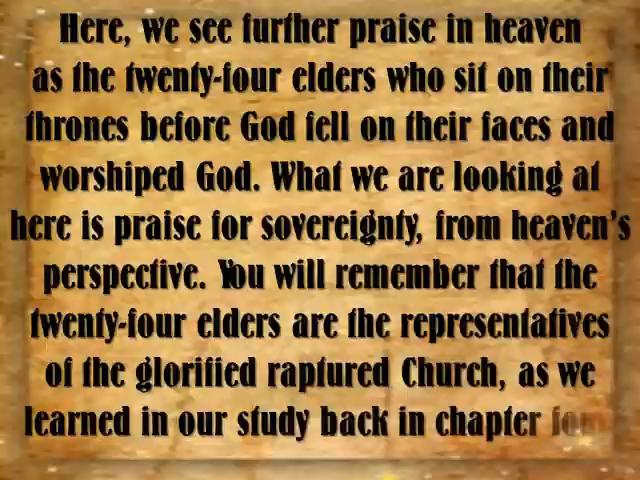 Here, we see further praise in heaven
as the twenty-four elders who sit on their
thrones before God fell on their faces and
worshiped God. What we are looking at
here is praise for sovereignty, from heaven's
perspective. You will remember that the
twenty-four elders are the representatives
of the glorified raptured Church, as we
learned in our study back in chapter